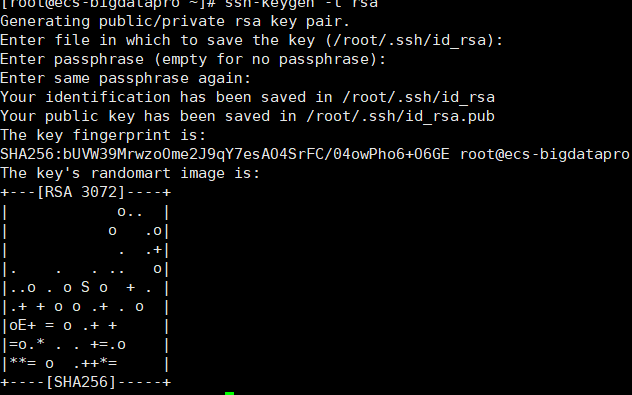 [root@ecs-bigdatapro ~]# ssh-keygen -t rsa
Generating public/private rsa key pair.
Enter file in which to save the key (/root/.ssh/id_rsa):
Enter passphrase (empty for no passphrase):
Enter same passphrase again:
Your identification has been saved in /root/.ssh/id_rsa
Your public key has been saved in /root/.ssh/id_rsa.pub
The key fingerprint is:
SHA256:bUVW39MrwzoOme2J9qY7esAO4SrFC/04owPho6+O6GE root@ecs-bigdatapro
The key's randomart image is:
+---[RSA 3072]----+
|            o..  |
|           o   .o|
|            .  .+|
|.    .   . ..   o|
|..o . o S o  + . |
|.+ + o o .+ . o  |
|oE+ = o .+ +     |
|=o.* . . +=.o    |
|**= o  .++*=     |
+----[SHA256]-----+